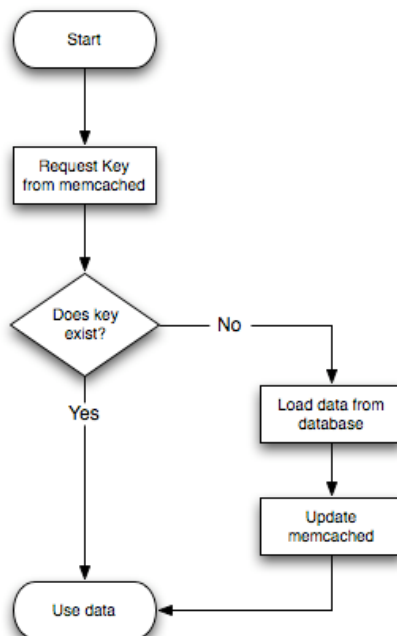 Start
Request Key
from memcached
Does key
exist?
No
Yes
Load data from
database
Update
memcached
Use data